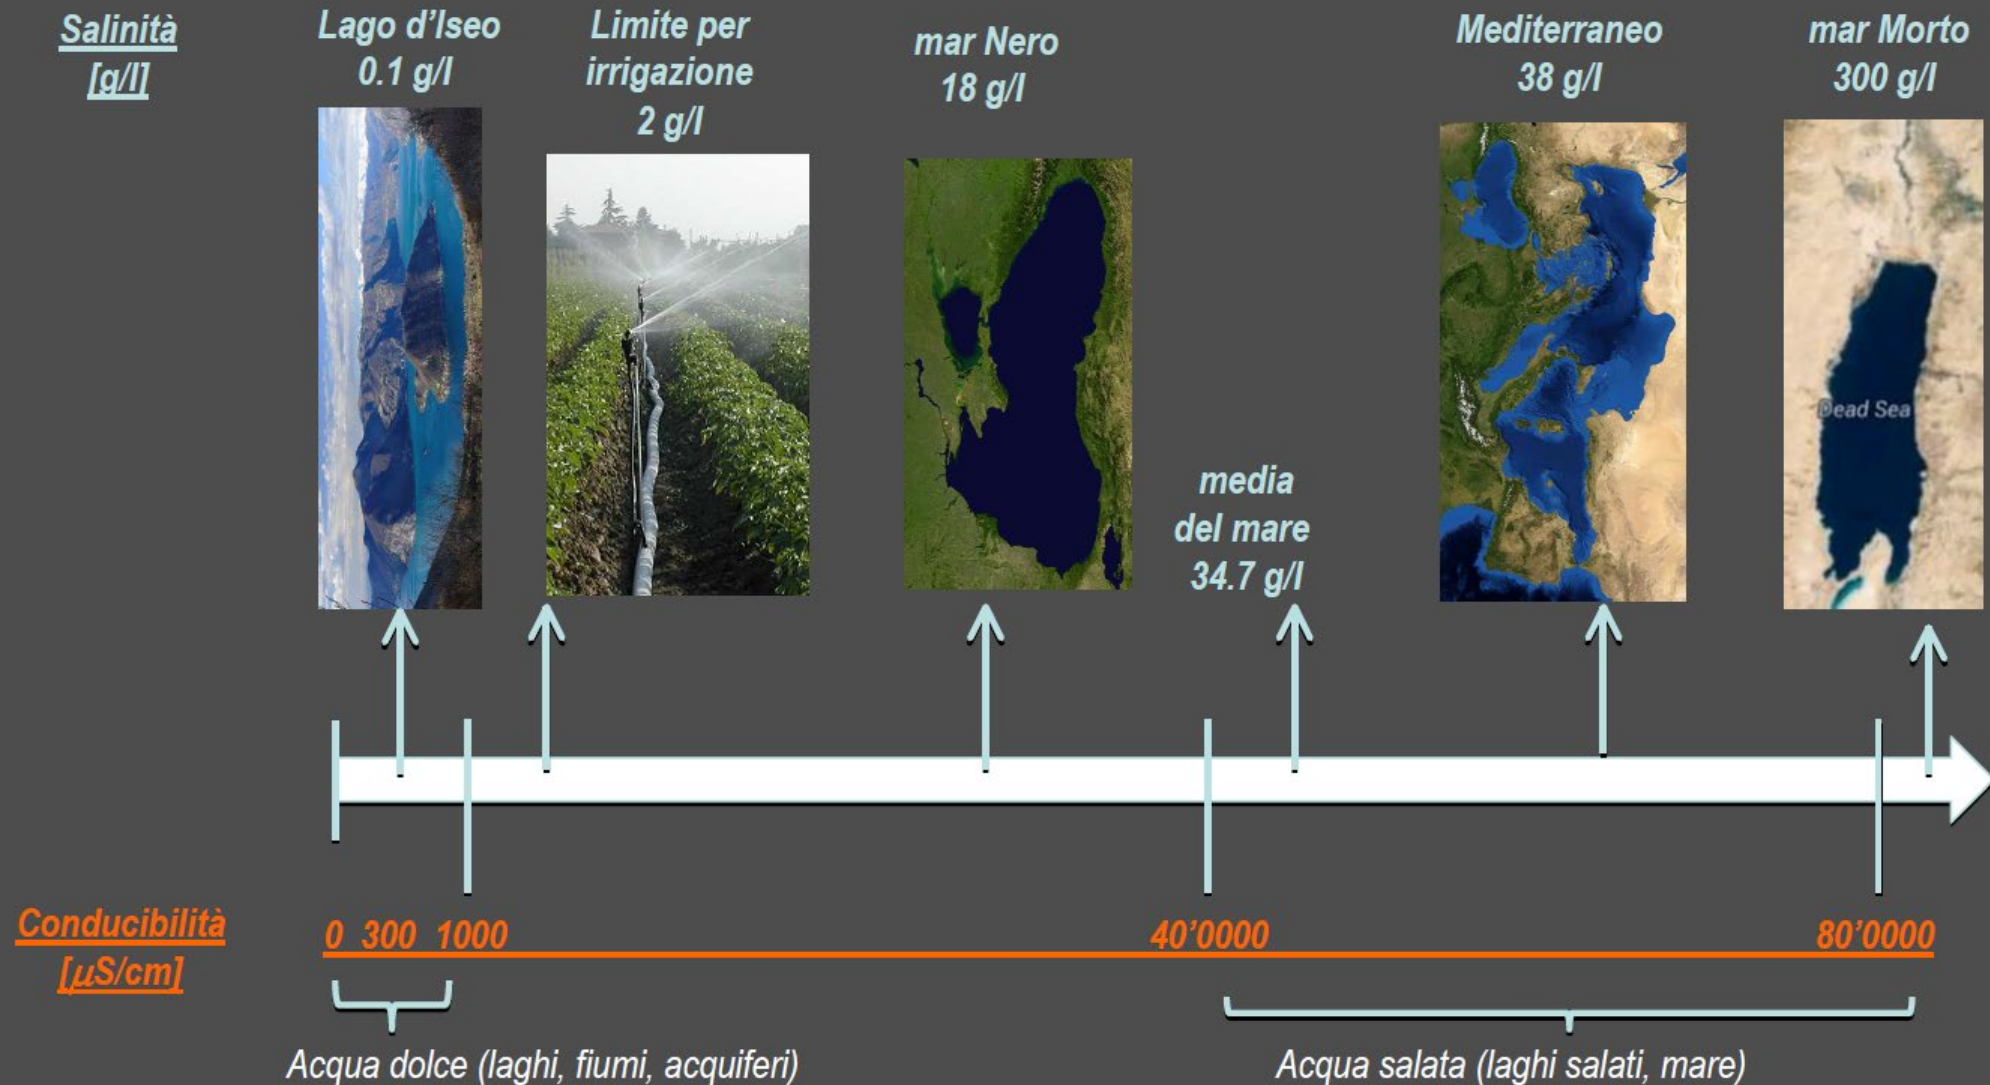 Salinità
[g/l]
Lago d'Iseo
0.1 g/l
Limite per
irrigazione
2 g/l
mar Nero
18 g/l
media
del mare
34.7 g/l
Mediterraneo
38 g/l
mar Morto
300 g/l
Dead Sea
Conducibilità
[µS/cm]
0 300 1000 40'0000 80'0000
Acqua dolce (laghi, fiumi, acquiferi)
Acqua salata (laghi salati, mare)